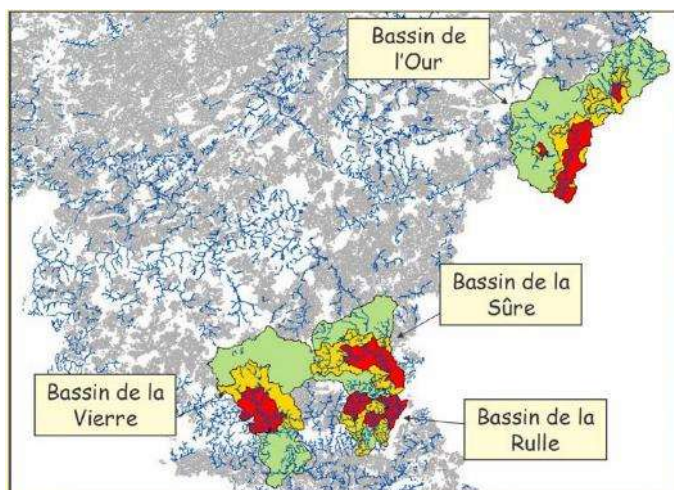 Bassin de
l'Our
Bassin de la
Sûre
Bassin de la
Vierre
Bassin de la
Rulle